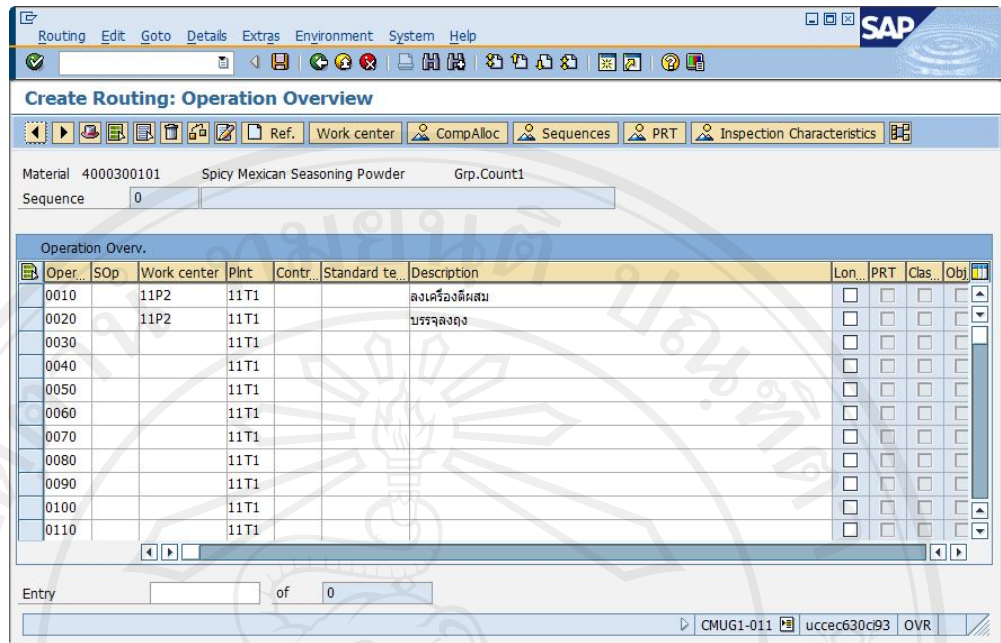 Routing Edit Goto Details Extras Environment System Help
SAP
Create Routing: Operation Overview
Ref. Work center CompAlloc Sequences PRT Inspection Characteristics
Material 4000300101 Spicy Mexican Seasoning Powder Grp.Count1
Sequence 0
Operation Overv.
Oper... SOp Work center Plnt Contr... Standard te... Description Lon... PRT Clas... Obj
0010 11P2 11T1 ลงเครื่องตีผสม
0020 11P2 11T1 บรรจุลงถุง
0030 11T1
0040 11T1
0050 11T1
0060 11T1
0070 11T1
0080 11T1
0090 11T1
0100 11T1
0110 11T1
Entry of 0
CMUG1-011 uccec630ci93 OVR